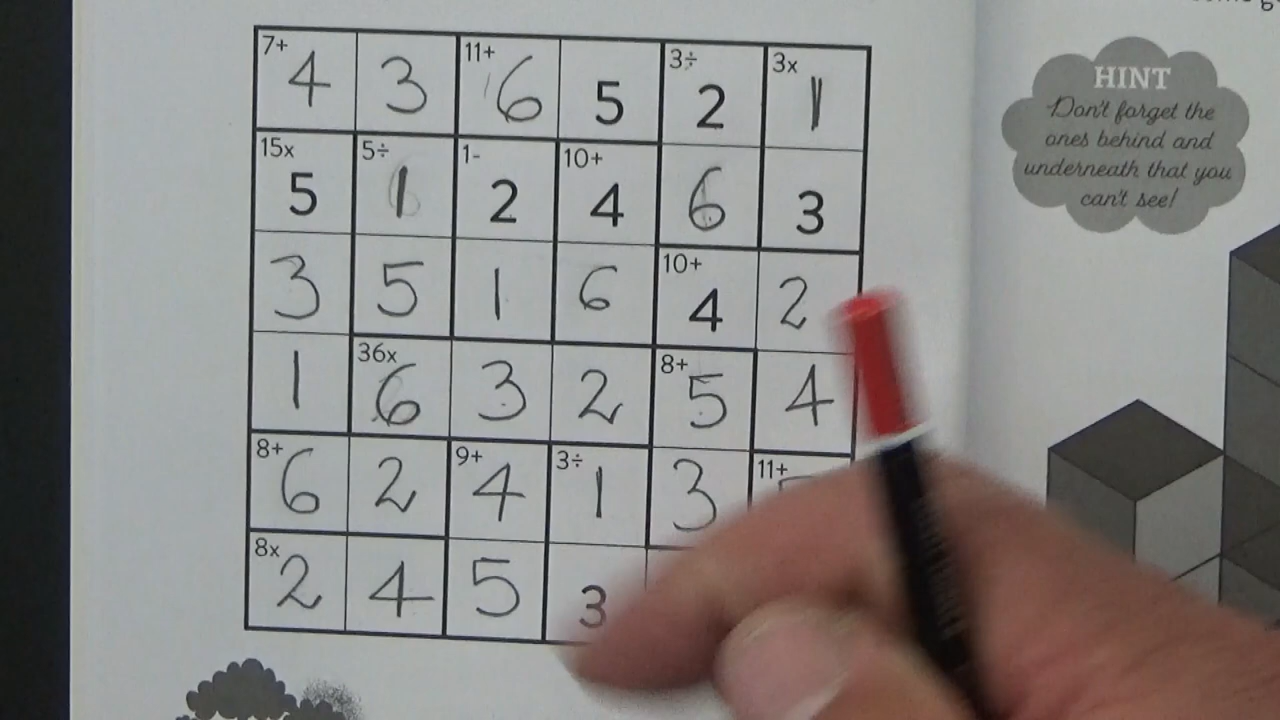 7+ 11+ 3÷ 3x
4 3 6 5 2 1
15x 5÷ 1- 10+
5 1 2 4 6 3
10+
3 5 1 6 4 2
36x 8+
1 6 3 2 5 4
8+ 9+ 3÷ 11+
6 2 4 1 3
8x
2 4 5 3
HINT
Don't forget the
ones behind and
underneath that you
can't see!